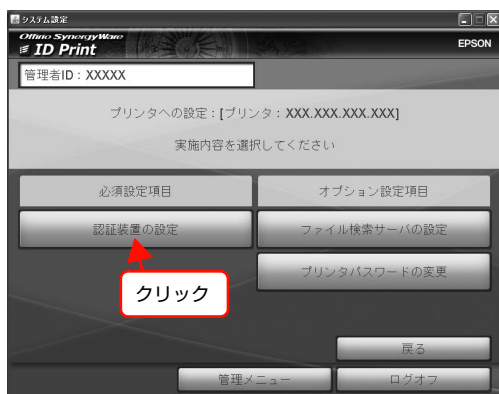 システム設定
Offirio SynergyWare
ID Print
EPSON
管理者ID：XXXXX
プリンタへの設定：[プリンタ：XXX.XXX.XXX.XXX]
実施内容を選択してください
必須設定項目
オプション設定項目
認証装置の設定
ファイル検索サーバの設定
プリンタパスワードの変更
クリック
戻る
管理メニュー
ログオフ